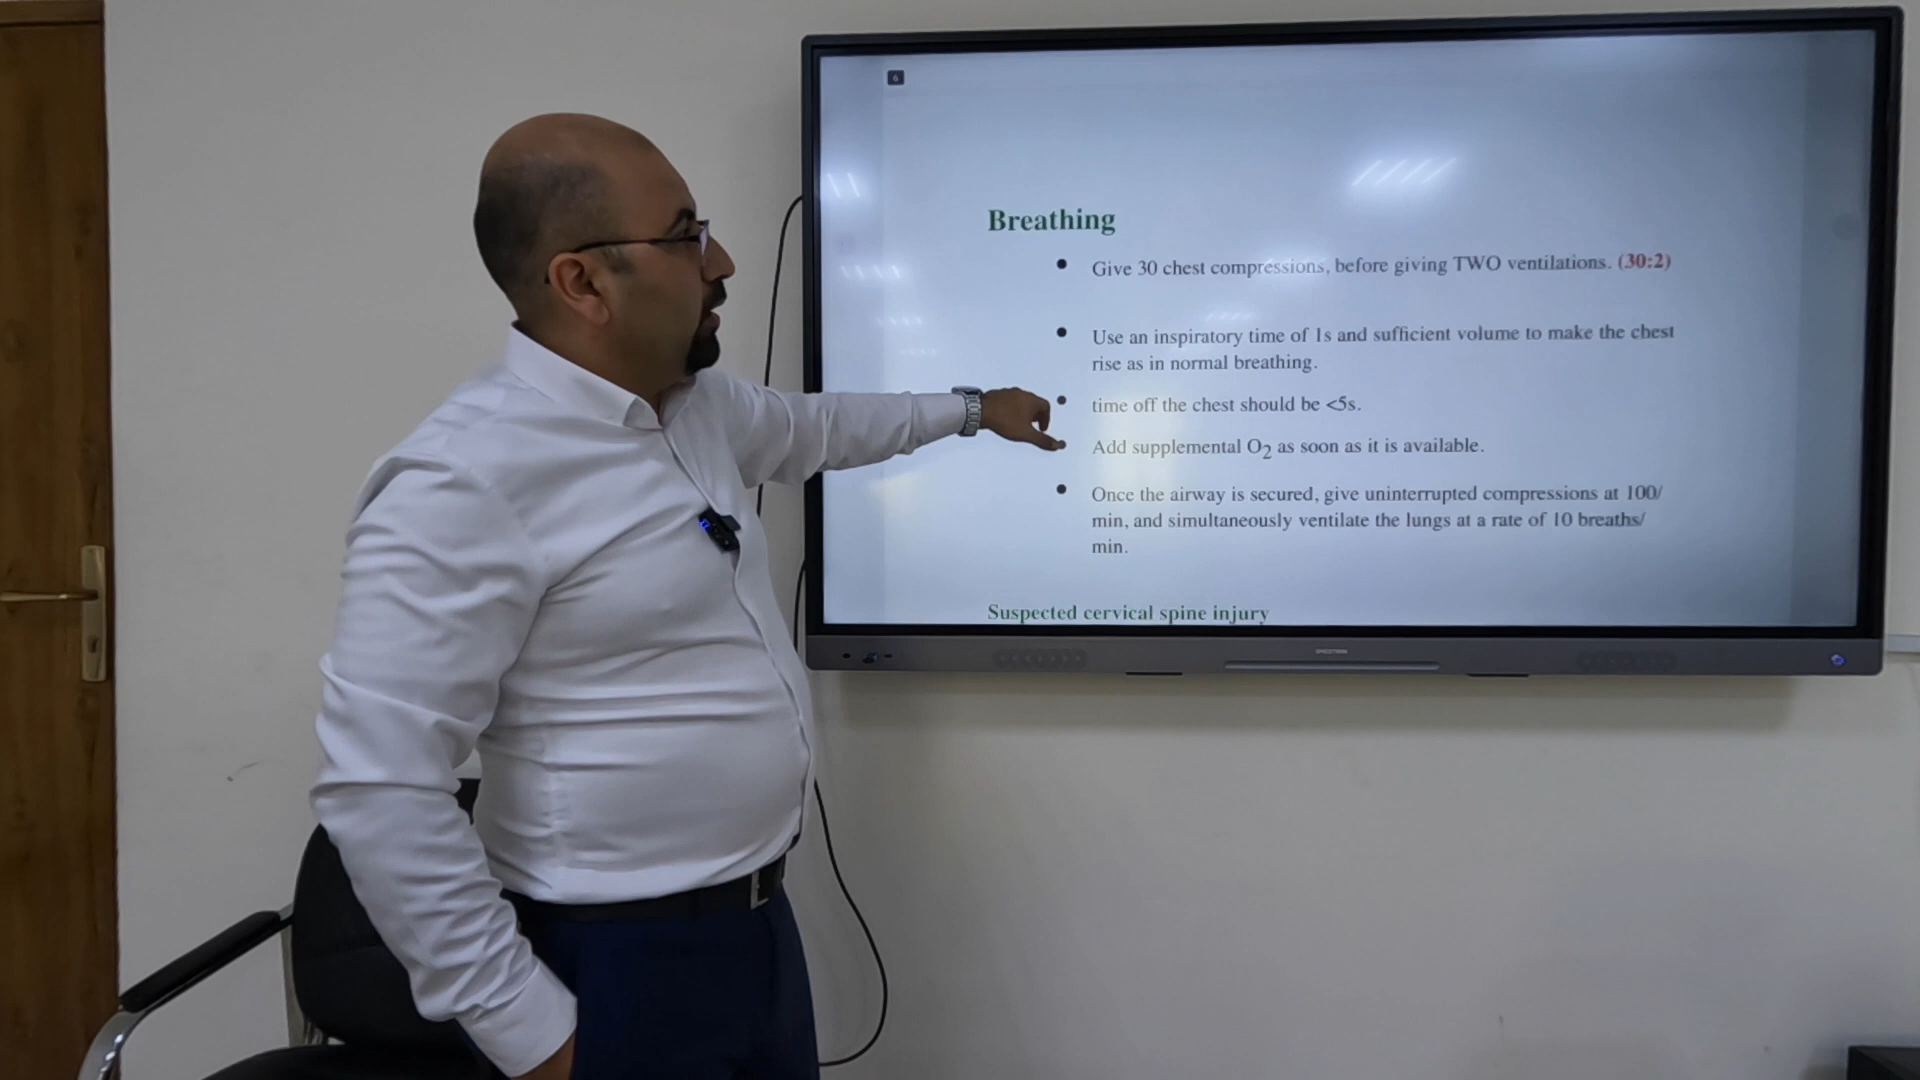 6
Breathing
• Give 30 chest compressions, before giving TWO ventilations. (30:2)
• Use an inspiratory time of 1s and sufficient volume to make the chest
rise as in normal breathing.
• time off the chest should be <5s.
• Add supplemental O2 as soon as it is available.
• Once the airway is secured, give uninterrupted compressions at 100/
min, and simultaneously ventilate the lungs at a rate of 10 breaths/
min.
Suspected cervical spine injury